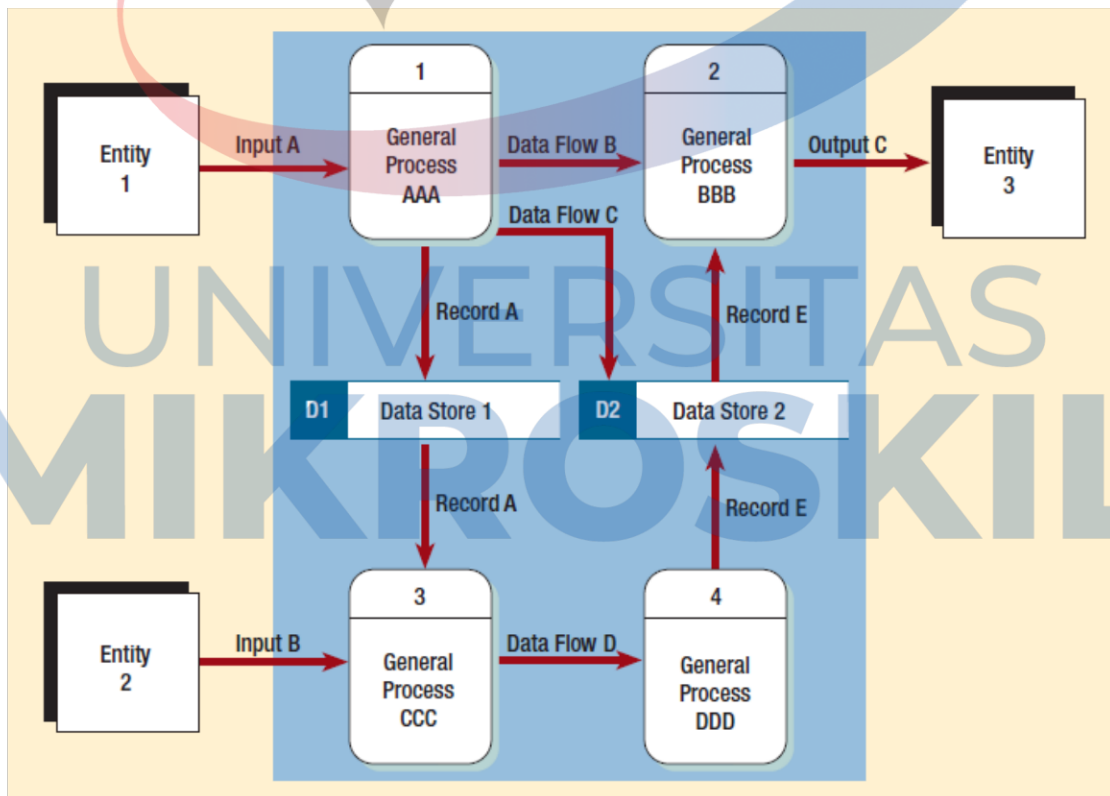 1
2
General
Process
AAA
General
Process
BBB
Entity
1
Input A
Data Flow B
Output C
Entity
3
Data Flow C
Record A
Record E
D1
Data Store 1
D2
Data Store 2
Record A
Record E
3
4
Entity
2
Input B
General
Process
CCC
Data Flow D
General
Process
DDD
UNIVERSITAS
MIKROSKIL